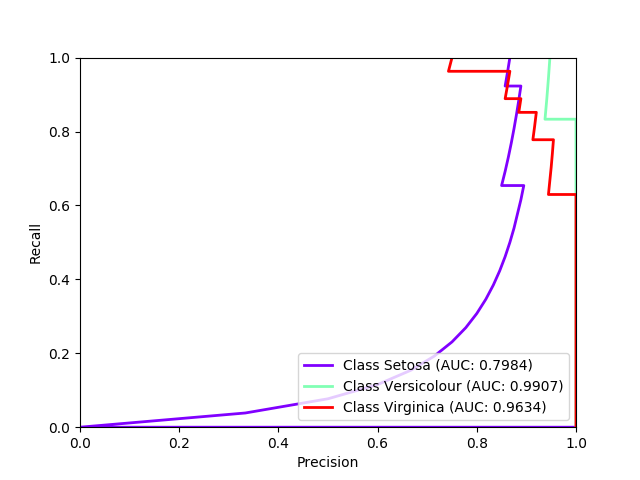 1.0
0.8
0.6
0.4
0.2
0.0
Recall
Class Setosa (AUC: 0.7984)
Class Versicolour (AUC: 0.9907)
Class Virginica (AUC: 0.9634)
0.0 0.2 0.4 0.6 0.8 1.0
Precision